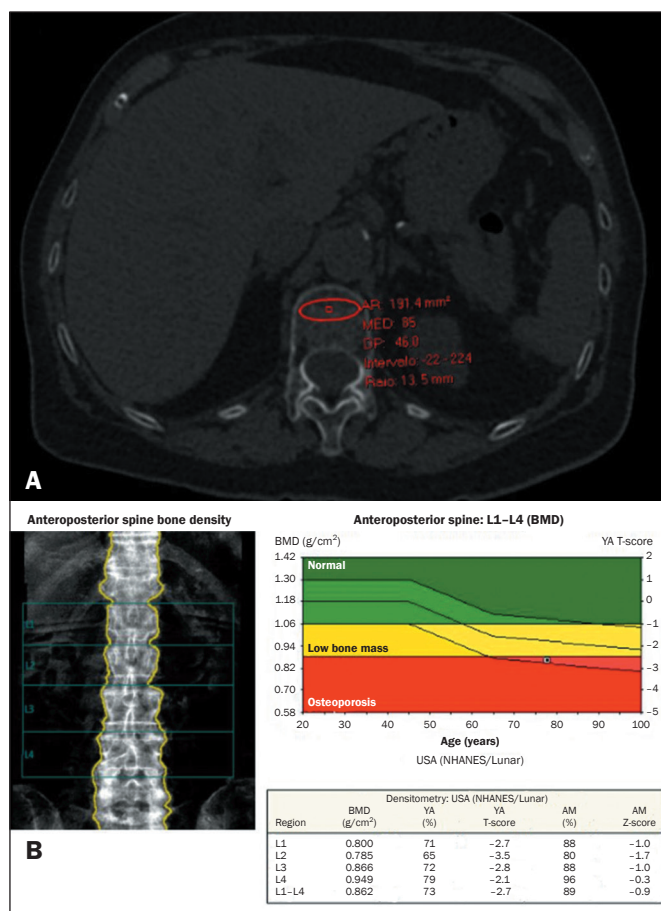 AR: 191.4 mm²
MED: 85
DP: 46.0
Intervalo: -22 - 224
Raio: 13.5 mm
A
Anteroposterior spine bone density
L1
L2
L3
L4
B
Anteroposterior spine: L1–L4 (BMD)
BMD (g/cm²) YA T-score
1.42 2
Normal
1.30 1
1.18 0
1.06 –1
0.94 –2
Low bone mass
0.82 –3
0.70 –4
Osteoporosis
0.58 –5
20 30 40 50 60 70 80 90 100
Age (years)
USA (NHANES/Lunar)
Densitometry: USA (NHANES/Lunar)
BMD YA YA AM AM
Region (g/cm²) (%) T-score (%) Z-score
L1 0.800 71 –2.7 88 –1.0
L2 0.785 65 –3.5 80 –1.7
L3 0.866 72 –2.8 88 –1.0
L4 0.949 79 –2.1 96 –0.3
L1–L4 0.862 73 –2.7 89 –0.9